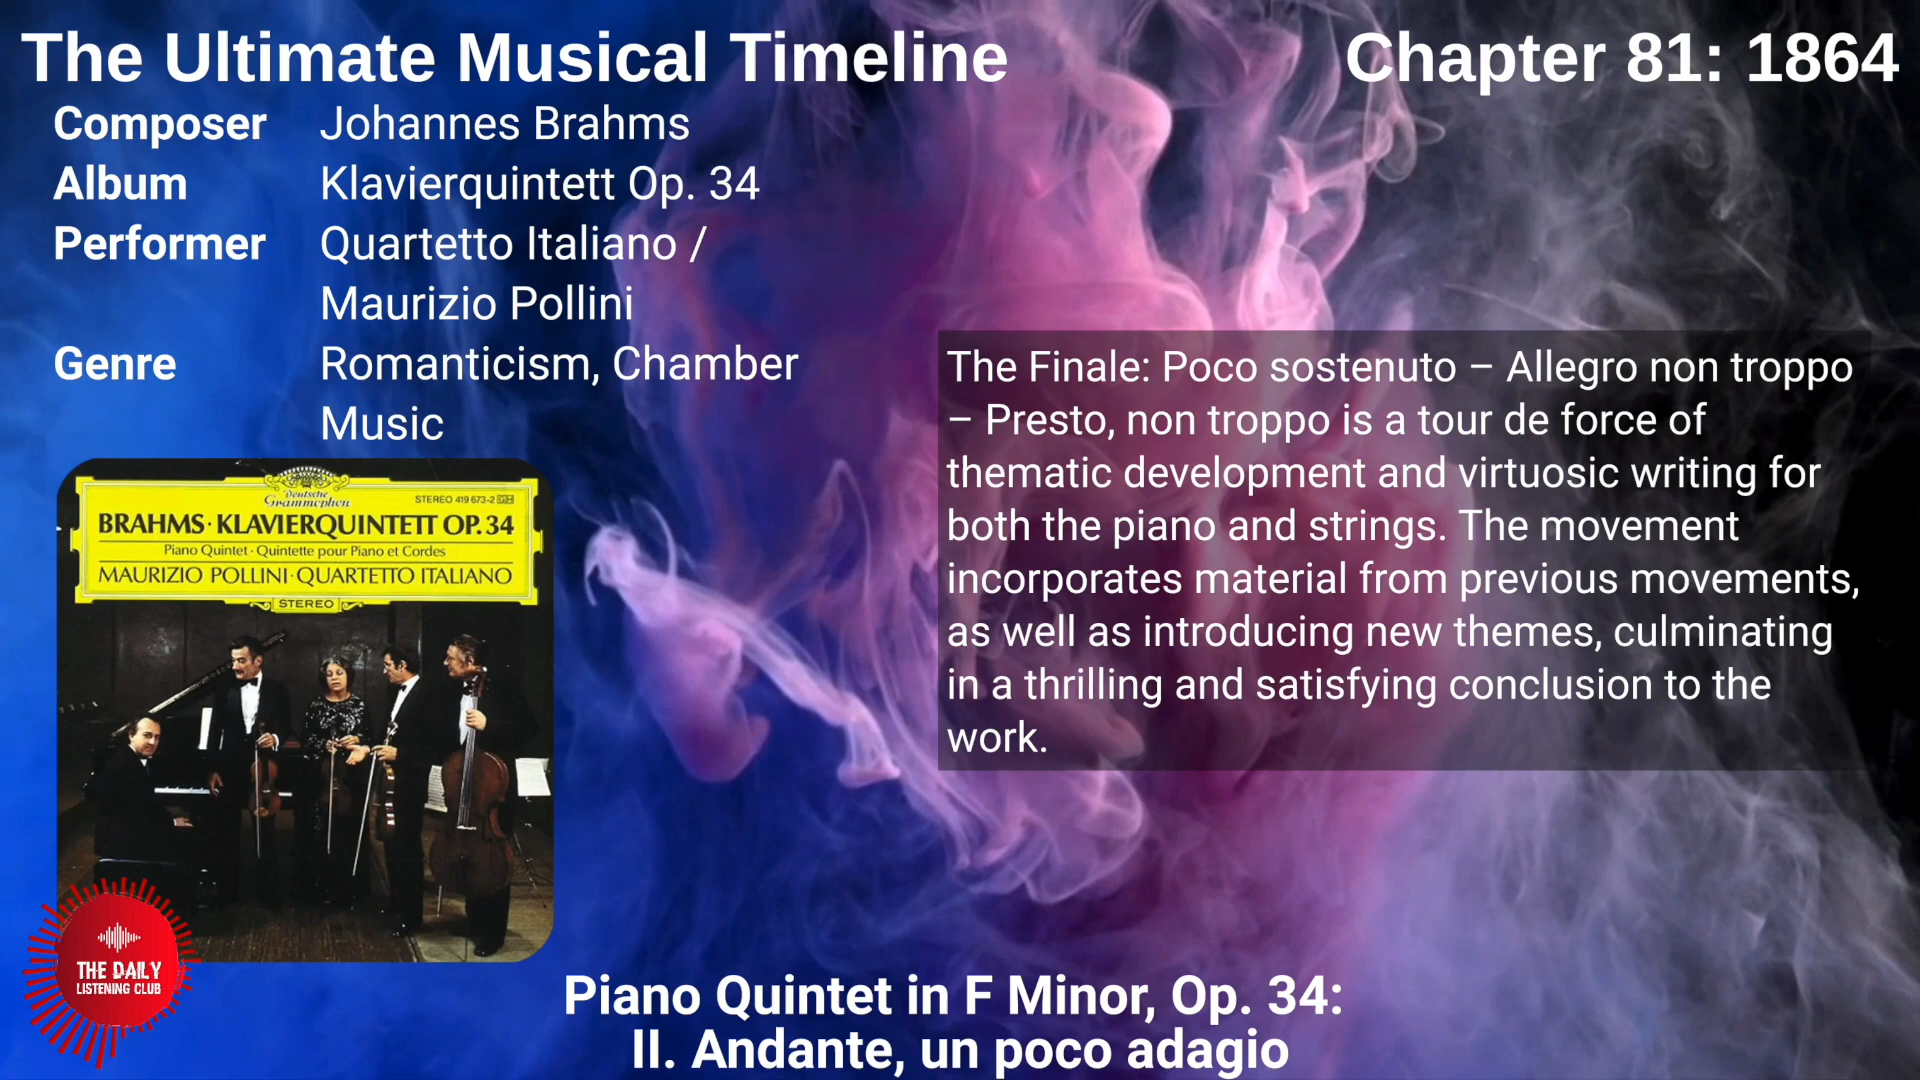 The Ultimate Musical Timeline
Chapter 81: 1864
Composer Johannes Brahms
Album Klavierquintett Op. 34
Performer Quartetto Italiano /
Maurizio Pollini
Genre Romanticism, Chamber
Music
Deutsche
Grammophon
STEREO 419 673-2 GH
BRAHMS · KLAVIERQUINTETT OP. 34
Piano Quintet · Quintette pour Piano et Cordes
MAURIZIO POLLINI · QUARTETTO ITALIANO
STEREO
THE DAILY
LISTENING CLUB
The Finale: Poco sostenuto – Allegro non troppo
– Presto, non troppo is a tour de force of
thematic development and virtuosic writing for
both the piano and strings. The movement
incorporates material from previous movements,
as well as introducing new themes, culminating
in a thrilling and satisfying conclusion to the
work.
Piano Quintet in F Minor, Op. 34:
II. Andante, un poco adagio